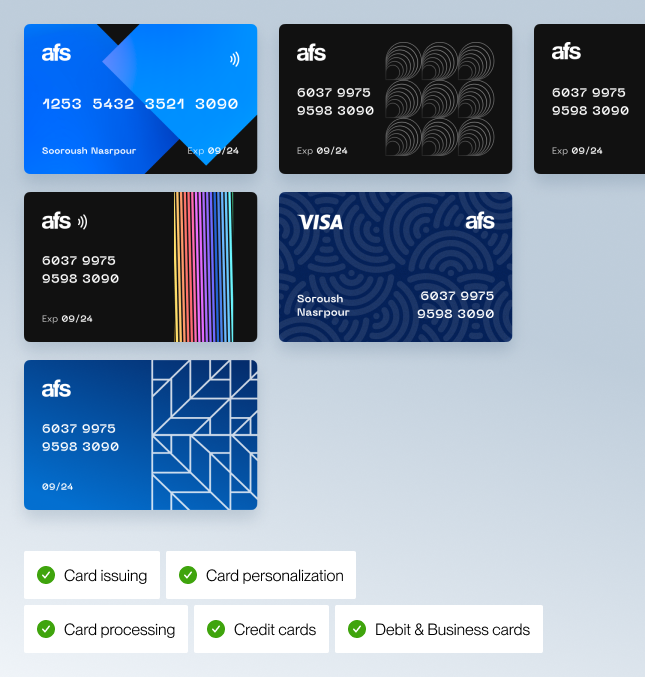 afs
1253 5432 3521 3090
Sooroush Nasrpour Exp 09/24
afs
6037 9975
9598 3090
Exp 09/24
afs
6037 9975
9598 3090
Exp 09/24
afs
6037 9975
9598 3090
Exp 09/24
VISA afs
Soroush
Nasrpour
6037 9975
9598 3090
afs
6037 9975
9598 3090
09/24
Card issuing Card personalization
Card processing Credit cards Debit & Business cards